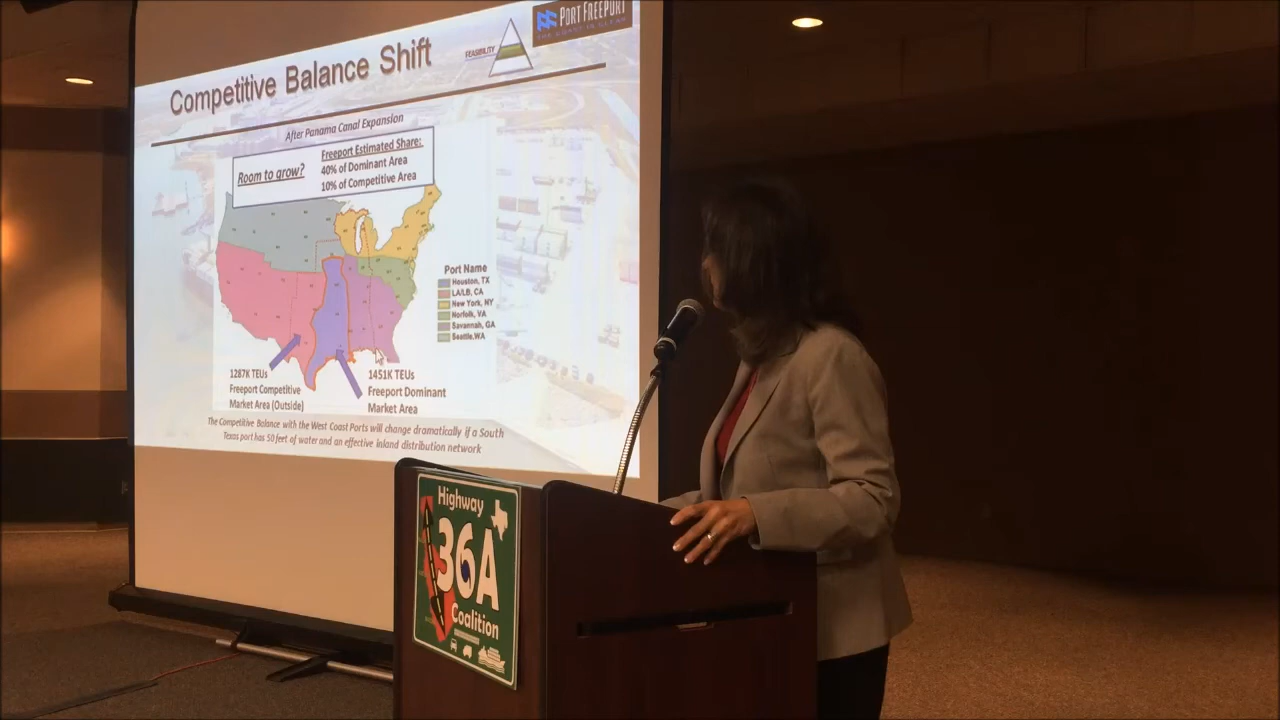 PORT FREEPORT
FEASIBILITY
Competitive Balance Shift
After Panama Canal Expansion
Room to grow?
Freeport Estimated Share:
40% of Dominant Area
10% of Competitive Area
Port Name
Houston, TX
LA/LB, CA
New York, NY
Norfolk, VA
Savannah, GA
Seattle,WA
1287K TEUs
Freeport Competitive
Market Area (Outside)
1451K TEUs
Freeport Dominant
Market Area
The Competitive Balance with the West Coast Ports will change dramatically if a South
Texas port has 50 feet of water and an effective inland distribution network
Highway
36A
Coalition